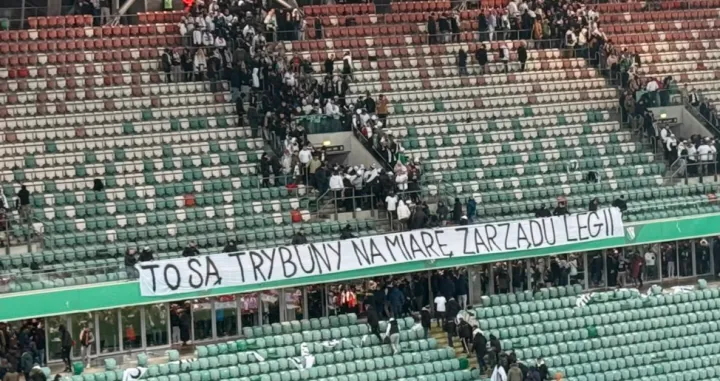 TO SĄ TRYBUNY NA MIARĘ ZARZĄDU LEGII